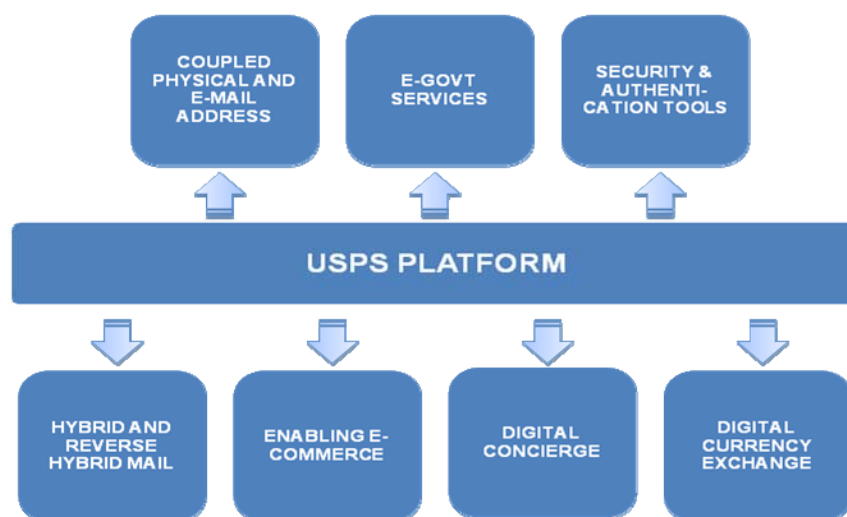 COUPLED
PHYSICAL AND
E-MAIL
ADDRESS
E-GOVT
SERVICES
SECURITY &
AUTHENTI-
CATION TOOLS
USPS PLATFORM
HYBRID AND
REVERSE
HYBRID MAIL
ENABLING E-
COMMERCE
DIGITAL
CONCIERGE
DIGITAL
CURRENCY
EXCHANGE